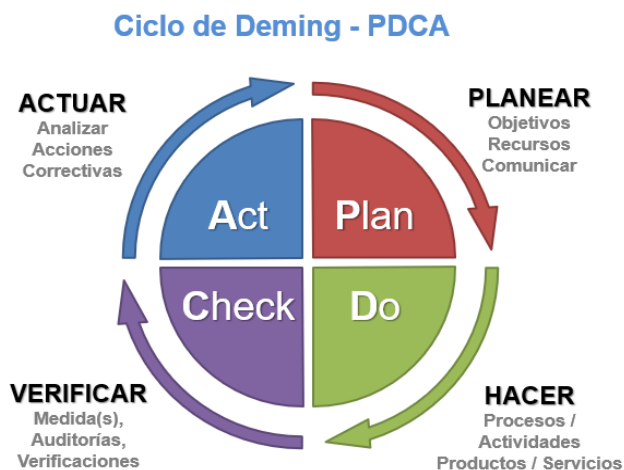 Ciclo de Deming - PDCA
ACTUAR
Analizar
Acciones
Correctivas
PLANEAR
Objetivos
Recursos
Comunicar
Act
Plan
Check
Do
VERIFICAR
Medida(s),
Auditorías,
Verificaciones
HACER
Procesos /
Actividades
Productos / Servicios